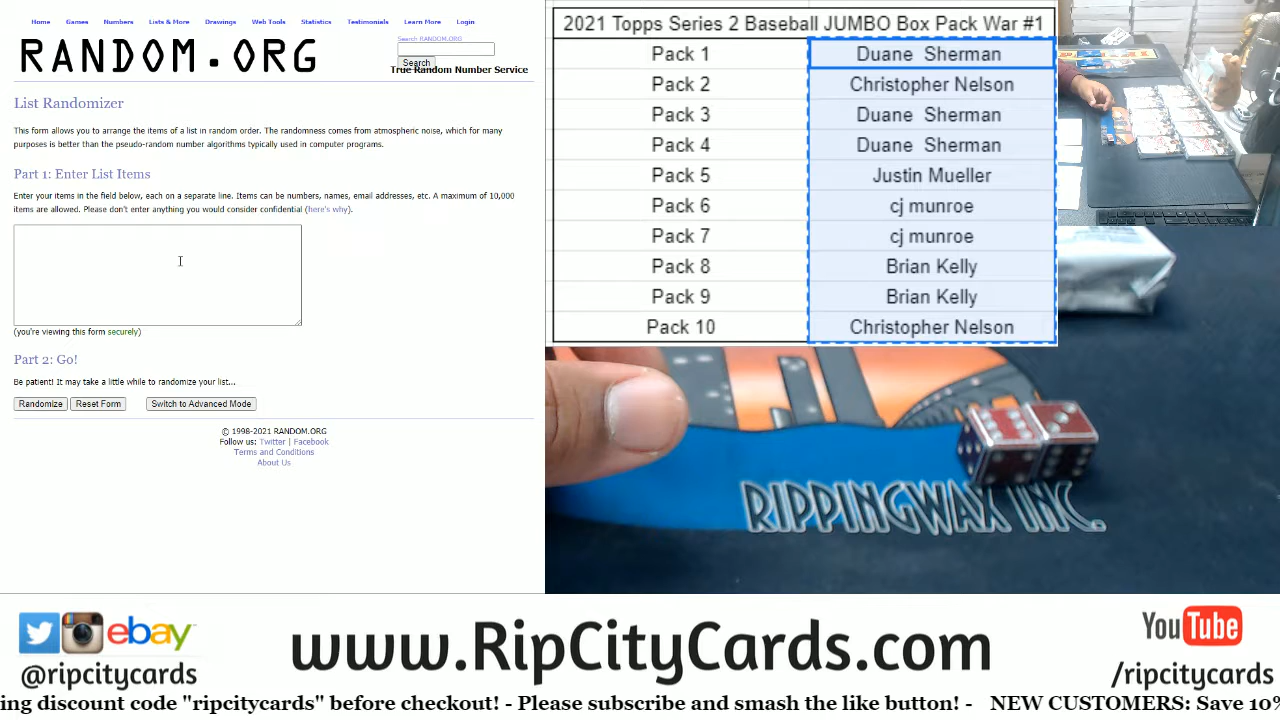 Home Games Numbers Lists & More Drawings Web Tools Statistics Testimonials Learn More Login
RANDOM.ORG
Search RANDOM.ORG
Search
True Random Number Service
List Randomizer
This form allows you to arrange the items of a list in random order. The randomness comes from atmospheric noise, which for many
purposes is better than the pseudo-random number algorithms typically used in computer programs.
Part 1: Enter List Items
Enter your items in the field below, each on a separate line. Items can be numbers, names, email addresses, etc. A maximum of 10,000
items are allowed. Please don't enter anything you would consider confidential (here's why).
(you're viewing this form securely)
Part 2: Go!
Be patient! It may take a little while to randomize your list...
Randomize Reset Form Switch to Advanced Mode
© 1998-2021 RANDOM.ORG
Follow us: Twitter | Facebook
Terms and Conditions
About Us
2021 Topps Series 2 Baseball JUMBO Box Pack War #1
Pack 1 Duane Sherman
Pack 2 Christopher Nelson
Pack 3 Duane Sherman
Pack 4 Duane Sherman
Pack 5 Justin Mueller
Pack 6 cj munroe
Pack 7 cj munroe
Pack 8 Brian Kelly
Pack 9 Brian Kelly
Pack 10 Christopher Nelson
RIPPINGWAX INC.
ebay
@ripcitycards
www.RipCityCards.com
YouTube
/ripcitycards
ing discount code "ripcitycards" before checkout! - Please subscribe and smash the like button! - NEW CUSTOMERS: Save 10%